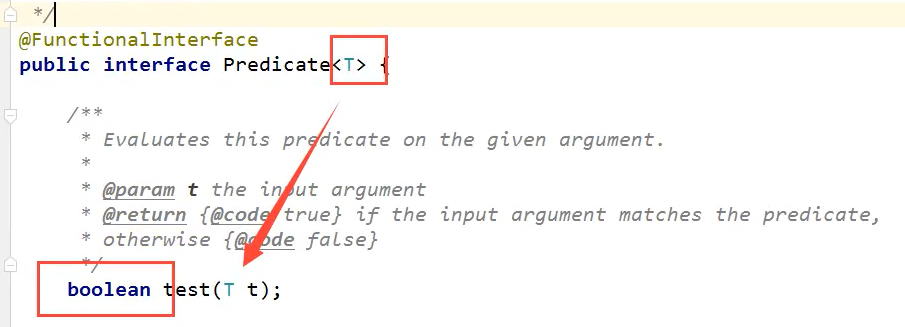 */
@FunctionalInterface
public interface Predicate<T> {
/**
* Evaluates this predicate on the given argument.
*
* @param t the input argument
* @return {@code true} if the input argument matches the predicate,
* otherwise {@code false}
*/
boolean test(T t);